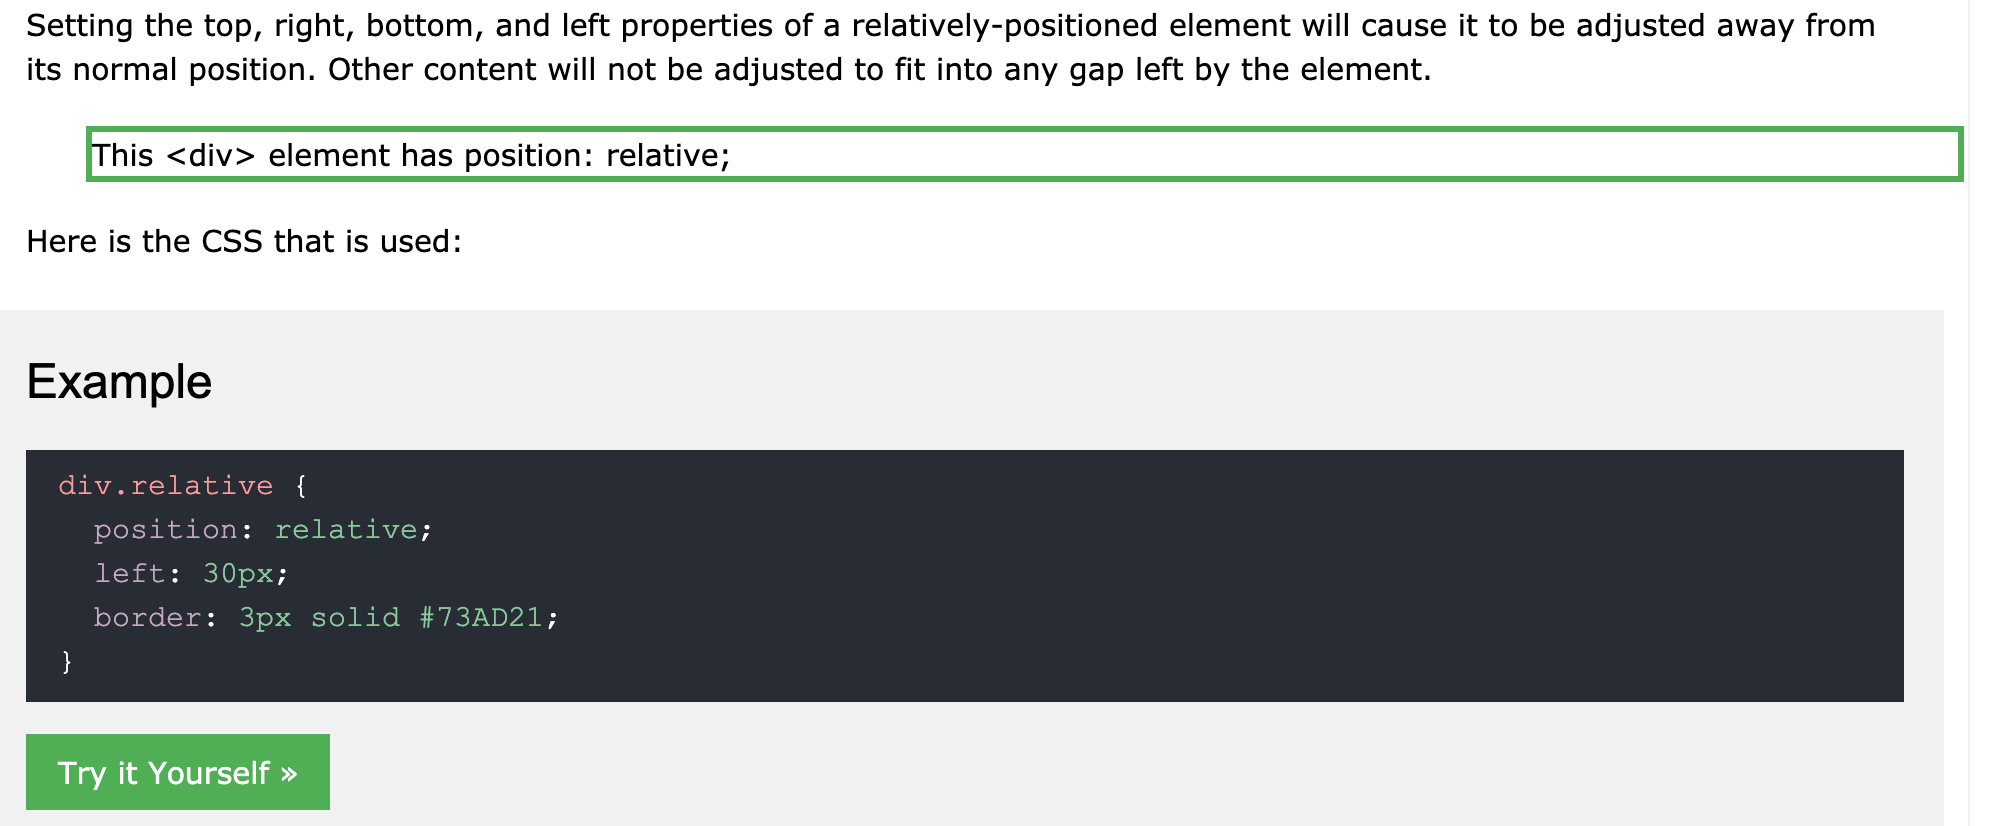 Setting the top, right, bottom, and left properties of a relatively-positioned element will cause it to be adjusted away from
its normal position. Other content will not be adjusted to fit into any gap left by the element.
This <div> element has position: relative;
Here is the CSS that is used:
Example
div.relative {
  position: relative;
  left: 30px;
  border: 3px solid #73AD21;
}
Try it Yourself »